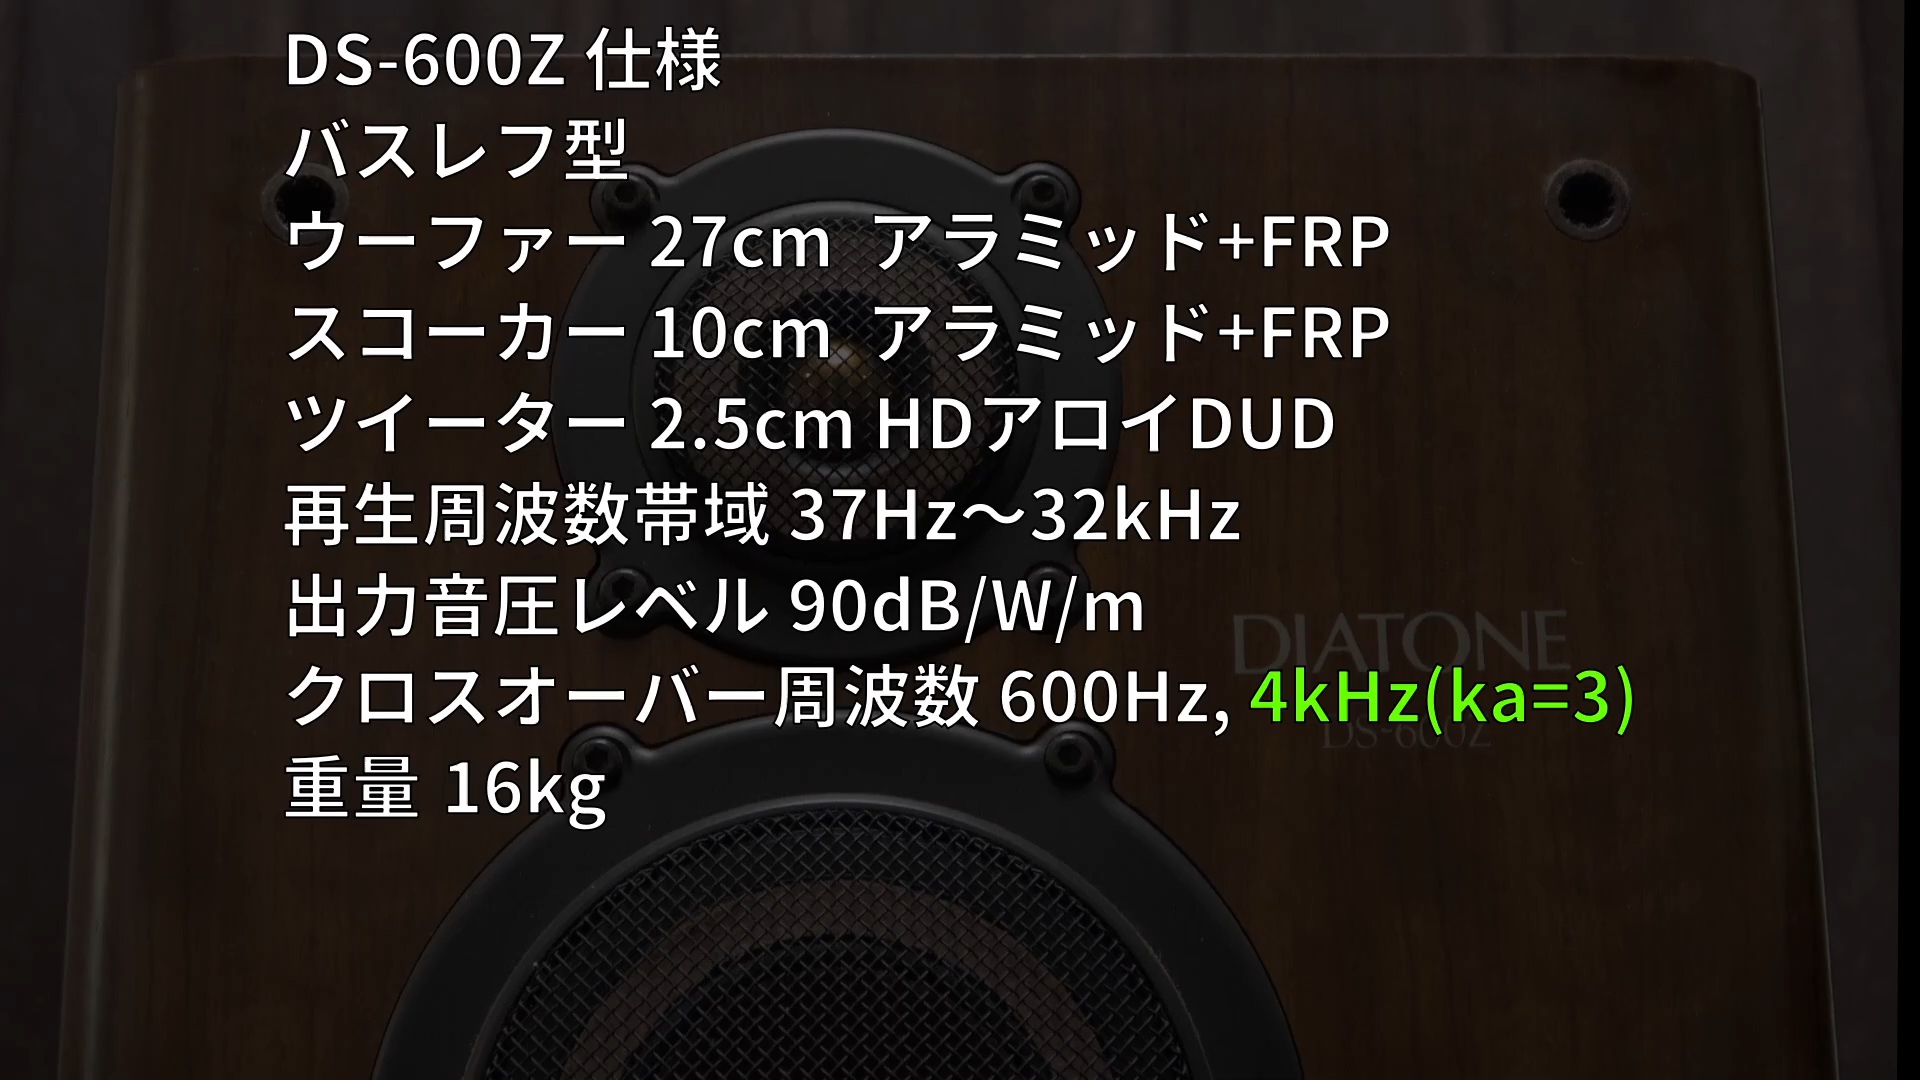 DS-600Z 仕様
バスレフ型
ウーファー 27cm アラミッド+FRP
スコーカー 10cm アラミッド+FRP
ツイーター 2.5cm HDアロイDUD
再生周波数帯域 37Hz〜32kHz
出力音圧レベル 90dB/W/m
DIATONE
クロスオーバー周波数 600Hz, 4kHz(ka=3)
DS-600Z
重量 16kg